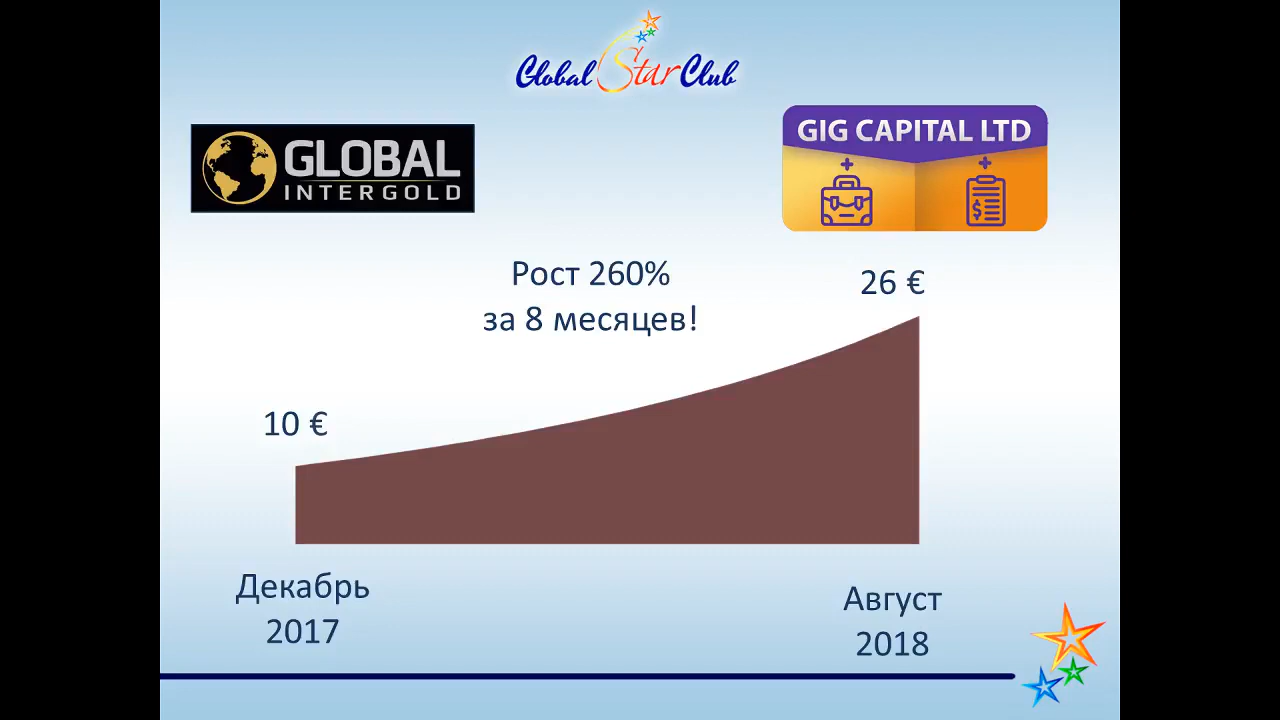 Global Star Club
GLOBAL
INTERGOLD
GIG CAPITAL LTD
$
Рост 260%
за 8 месяцев!
26 €
10 €
Декабрь
2017
Август
2018